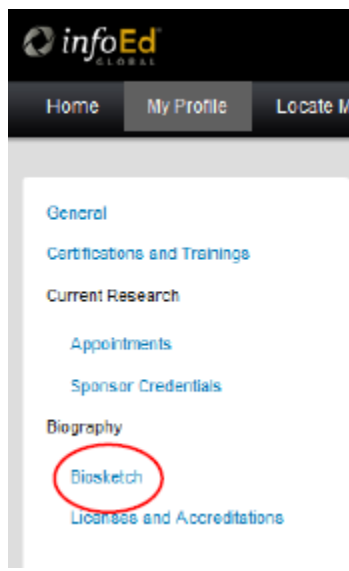 infoEd
GLOBAL
Home My Profile Locate M
General
Certifications and Trainings
Current Research
Appointments
Sponsor Credentials
Biography
Biosketch
Licenses and Accreditations